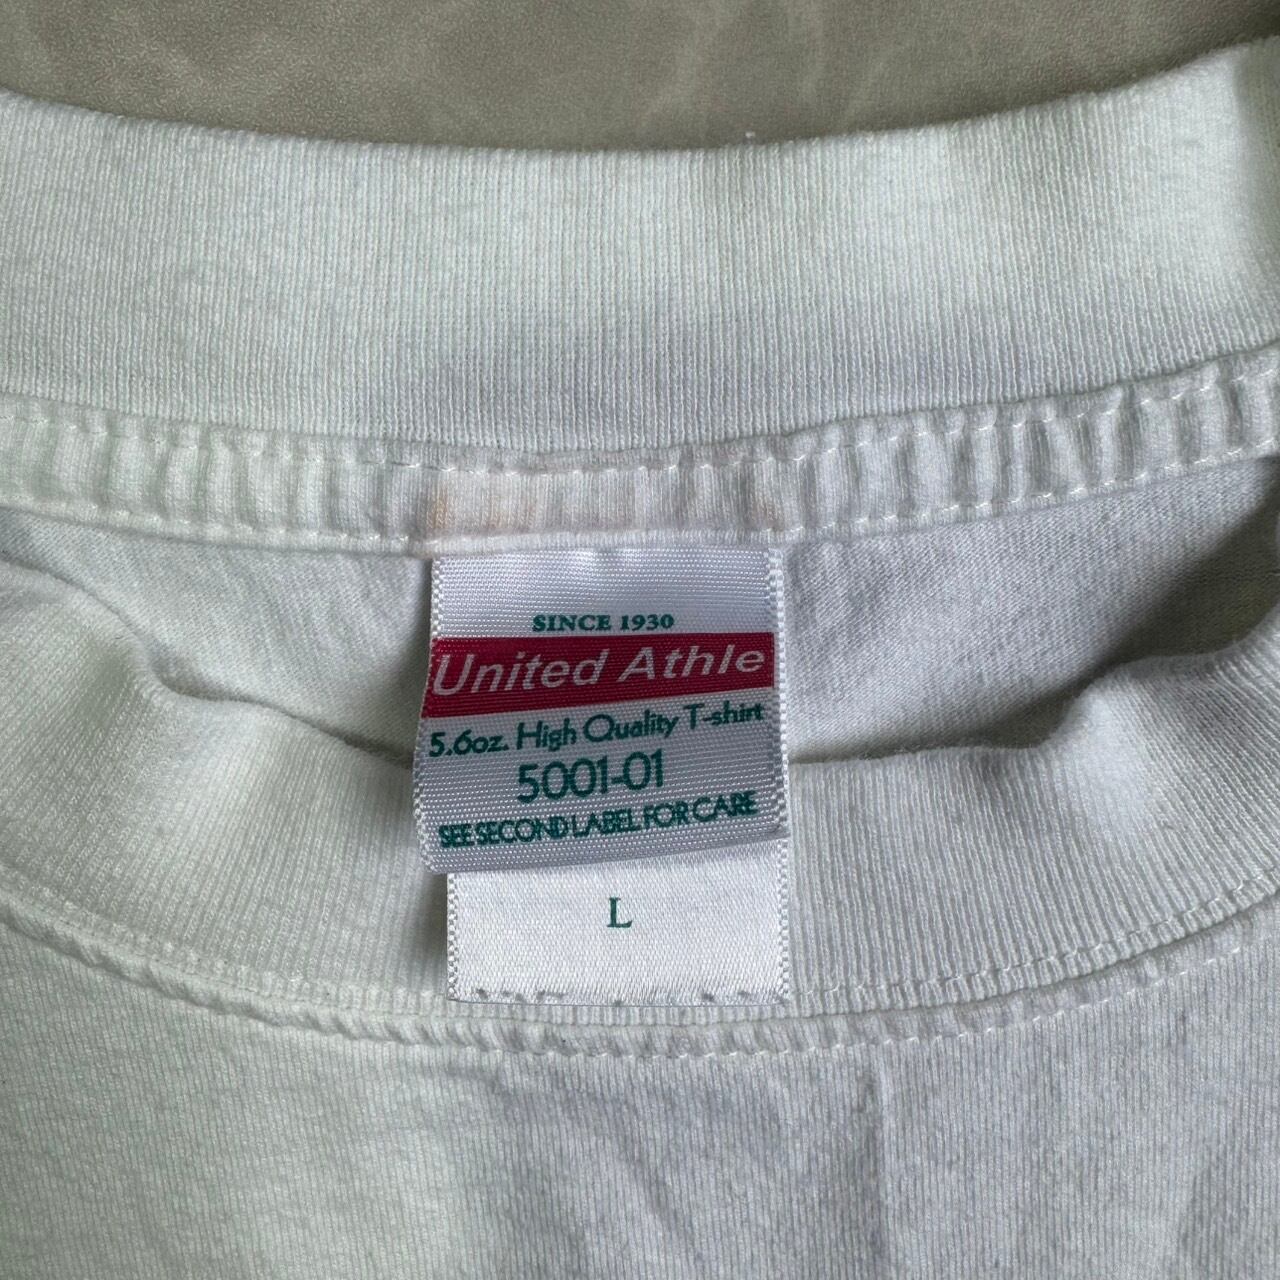 SINCE 1930
United Athle
5.6oz. High Quality T-shirt
5001-01
SEE SECOND LABEL FOR CARE
L